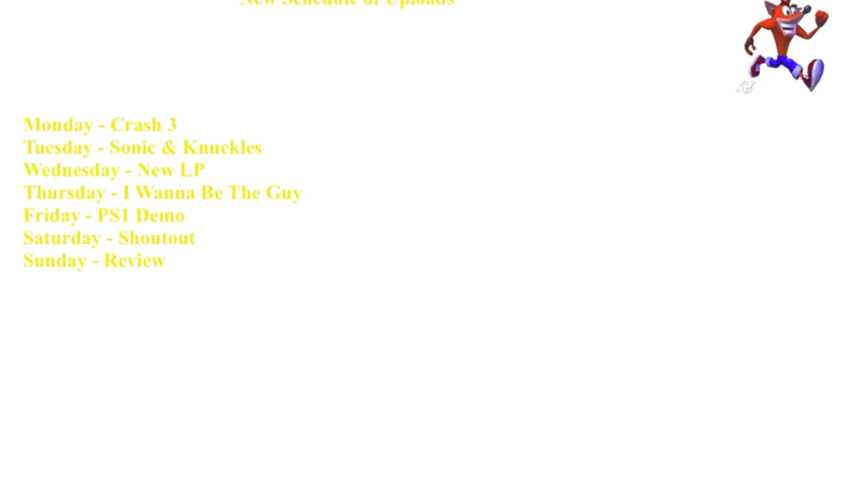 New Schedule of Uploads
Monday - Crash 3
Tuesday - Sonic & Knuckles
Wednesday - New LP
Thursday - I Wanna Be The Guy
Friday - PS1 Demo
Saturday - Shoutout
Sunday - Review